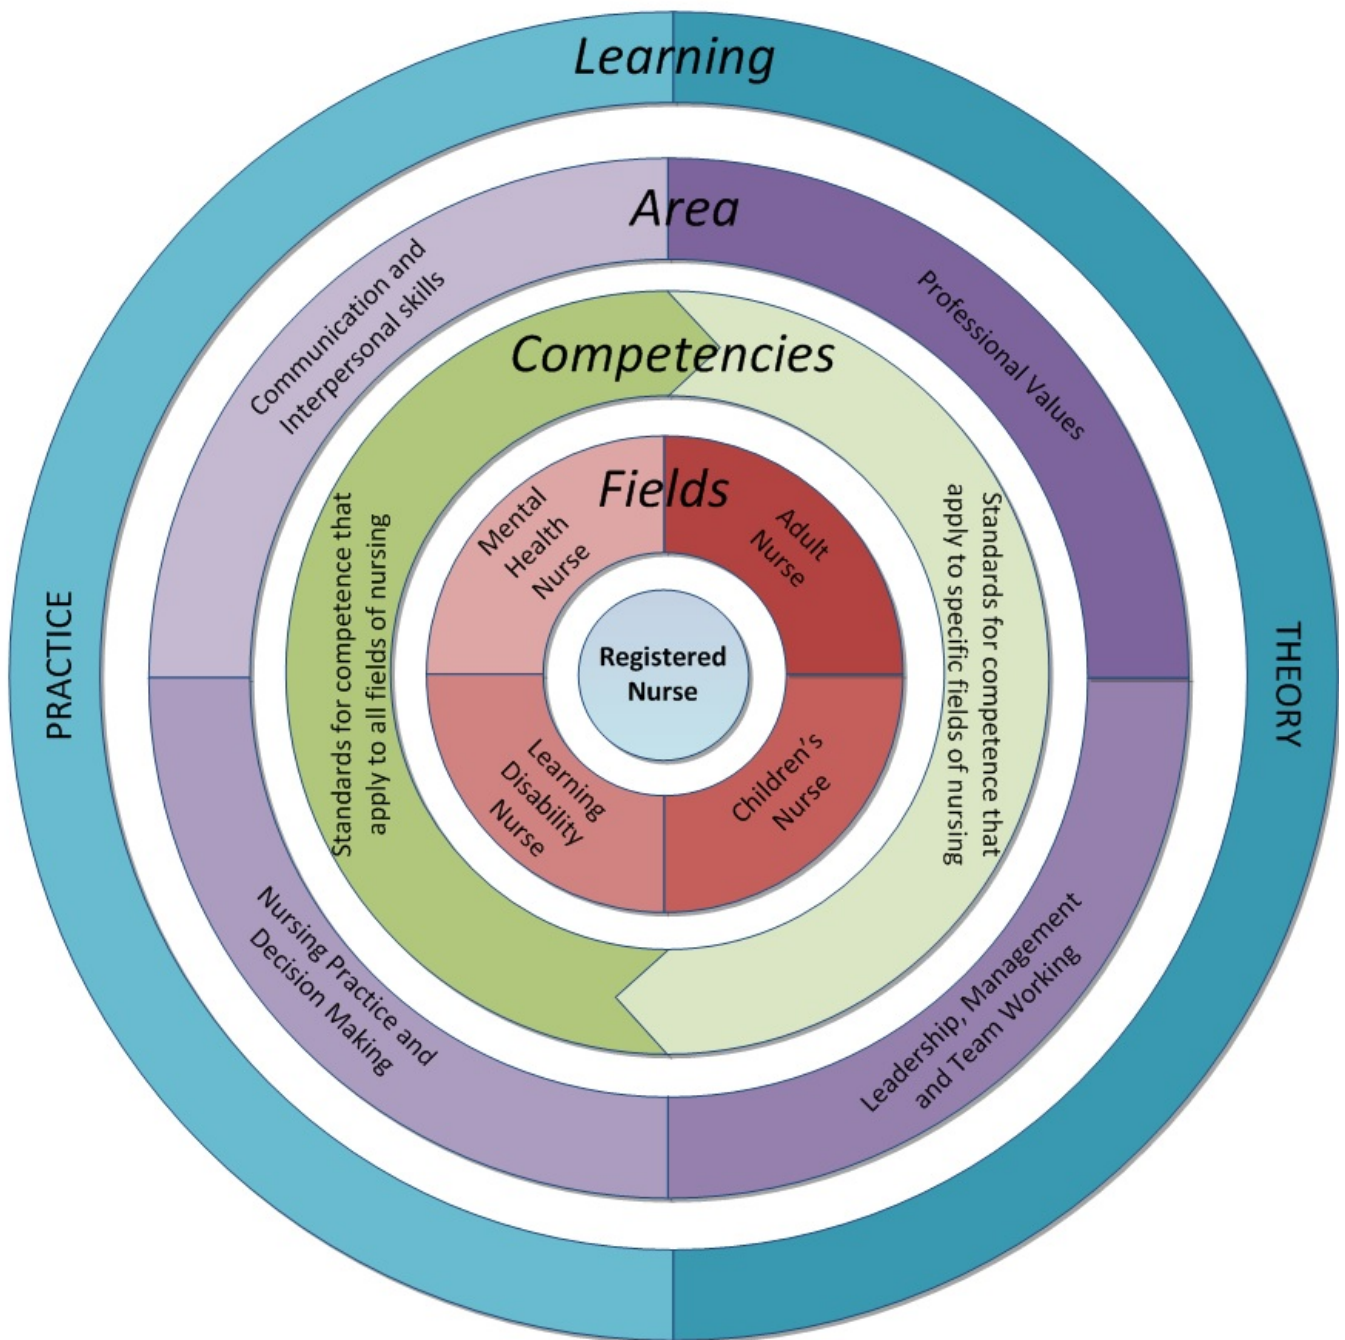 Learning
Area
Communication and
Interpersonal skills
Professional Values
Competencies
Fields
Mental
Health
Nurse
Adult
Nurse
Standards for competence that
apply to all fields of nursing
Standards for competence that
apply to specific fields of nursing
PRACTICE
THEORY
Registered
Nurse
Learning
Disability
Nurse
Children’s
Nurse
Nursing Practice and
Decision Making
Leadership, Management
and Team Working